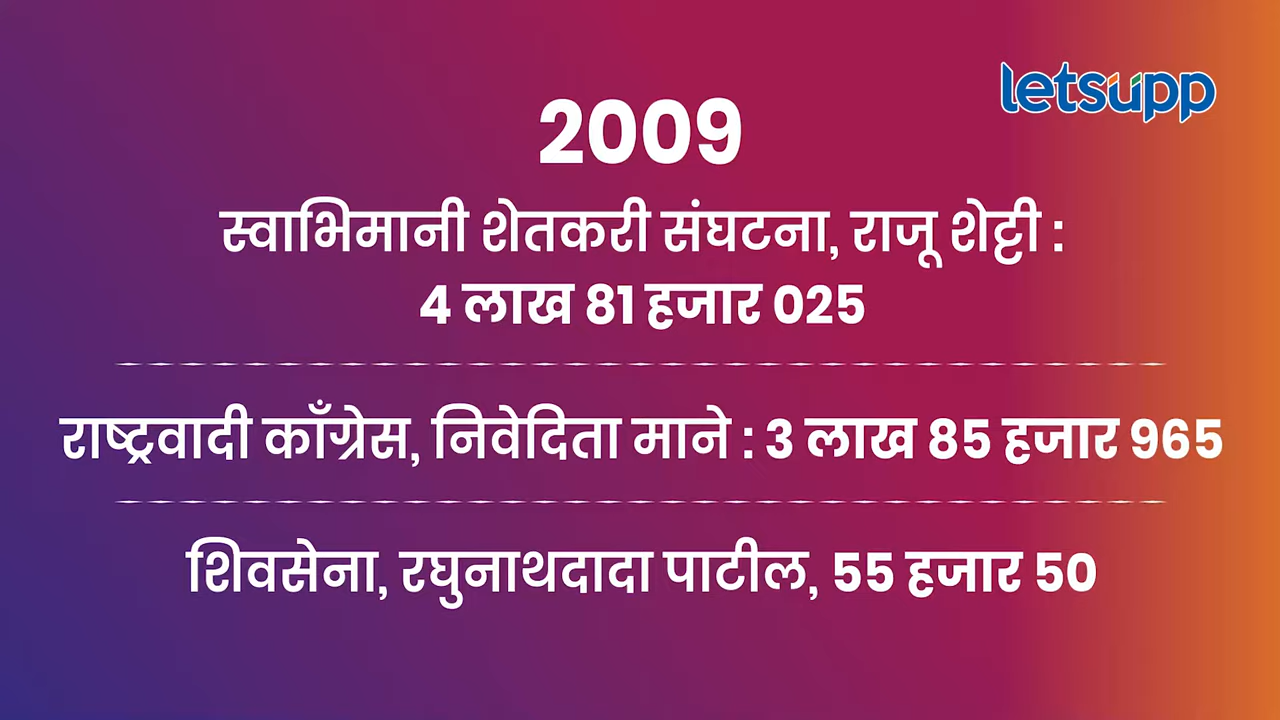 letsupp
2009
स्वाभिमानी शेतकरी संघटना, राजू शेट्टी :
4 लाख 81 हजार 025
राष्ट्रवादी काँग्रेस, निवेदिता माने : 3 लाख 85 हजार 965
शिवसेना, रघुनाथदादा पाटील, 55 हजार 50